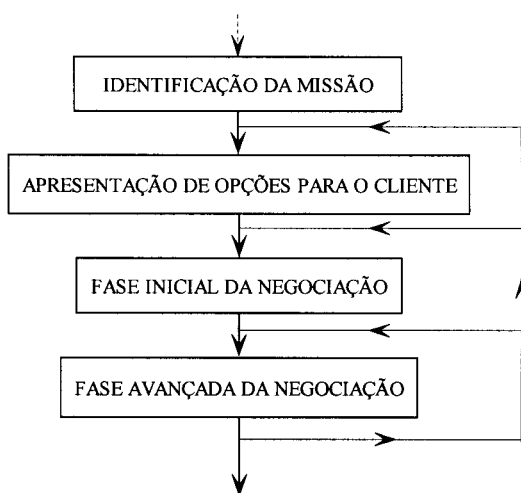 IDENTIFICAÇÃO DA MISSÃO
APRESENTAÇÃO DE OPÇÕES PARA O CLIENTE
FASE INICIAL DA NEGOCIAÇÃO
FASE AVANÇADA DA NEGOCIAÇÃO